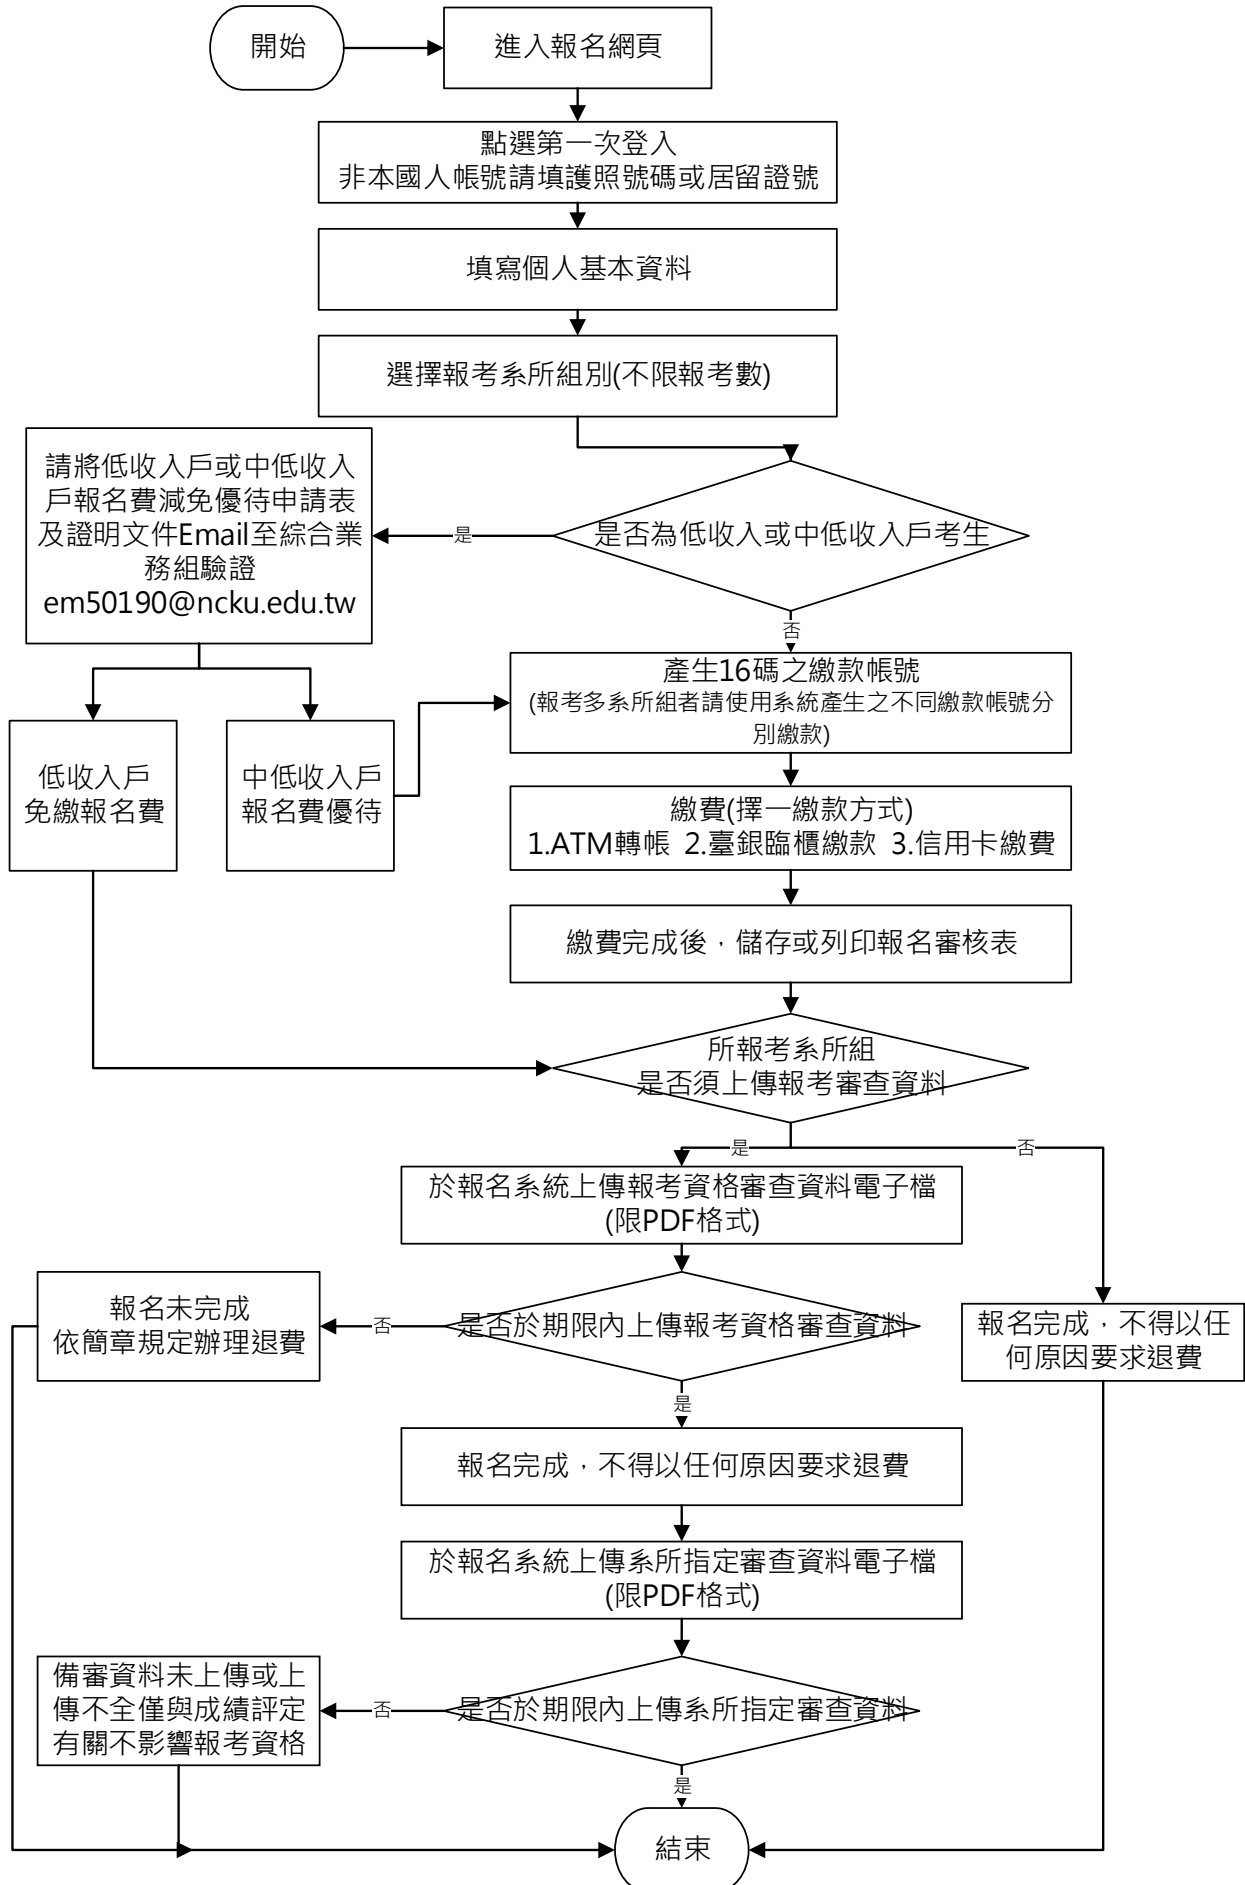 開始
進入報名網頁
點選第一次登入
非本國人帳號請填護照號碼或居留證號
填寫個人基本資料
選擇報考系所組別(不限報考數)
是否為低收入或中低收入戶考生
是
請將低收入戶或中低收入
戶報名費減免優待申請表
及證明文件Email至綜合業
務組驗證
em50190@ncku.edu.tw
否
產生16碼之繳款帳號
(報考多系所組者請使用系統產生之不同繳款帳號分
別繳款)
低收入戶
免繳報名費
中低收入戶
報名費優待
繳費(擇一繳款方式)
1.ATM轉帳 2.臺銀臨櫃繳款 3.信用卡繳費
繳費完成後，儲存或列印報名審核表
所報考系所組
是否須上傳報考審查資料
是
否
於報名系統上傳報考資格審查資料電子檔
(限PDF格式)
是否於期限內上傳報考資格審查資料
否
報名未完成
依簡章規定辦理退費
報名完成，不得以任
何原因要求退費
是
報名完成，不得以任何原因要求退費
於報名系統上傳系所指定審查資料電子檔
(限PDF格式)
是否於期限內上傳系所指定審查資料
否
備審資料未上傳或上
傳不全僅與成績評定
有關不影響報考資格
是
結束